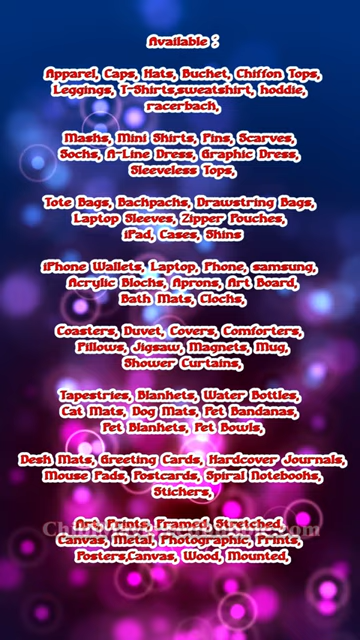 Available :
Apparel, Caps, Hats, Buchet, Chiffon Tops,
Leggings, T-Shirts,sweatshirt, hoddie,
racerback,
Mashs, Mini Shirts, Pins, Scarves,
Sochs, A-Line Dress, Graphic Dress,
Sleeveless Tops,
Tote Bags, Bachpachs, Drawstring Bags,
Laptop Sleeves, Zipper Pouches,
iPad, Cases, Shins
iPhone Wallets, Laptop, Phone, samsung,
Acrylic Blochs, Aprons, Art Board,
Bath Mats, Clochs,
Coasters, Duvet, Covers, Comforters,
Pillows, Jigsaw, Magnets, Mug,
Shower Curtains,
Tapestries, Blanhets, Water Bottles,
Cat Mats, Dog Mats, Pet Bandanas,
Pet Blanhets, Pet Bowls,
Desh Mats, Greeting Cards, Hardcover Journals,
Mouse Pads, Postcards, Spiral Noteboohs,
Stichers,
Art, Prints, Framed, Stretched,
Canvas, Metal, Photographic, Prints,
Posters,Canvas, Wood, Mounted,